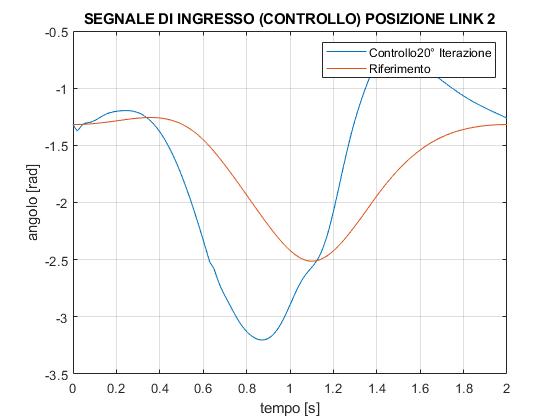 SEGNALE DI INGRESSO (CONTROLLO) POSIZIONE LINK 2
-0.5
Controllo20° Iterazione
Riferimento
-1
-1.5
angolo [rad]
-2
-2.5
-3
-3.5
0 0.2 0.4 0.6 0.8 1 1.2 1.4 1.6 1.8 2
tempo [s]